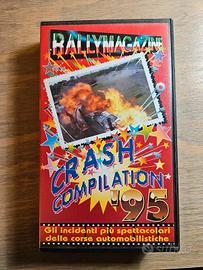 RALLYMAGAZINE
CRASH
COMPILATION
'95
Gli incidenti più spettacolari
delle corse automobilistiche